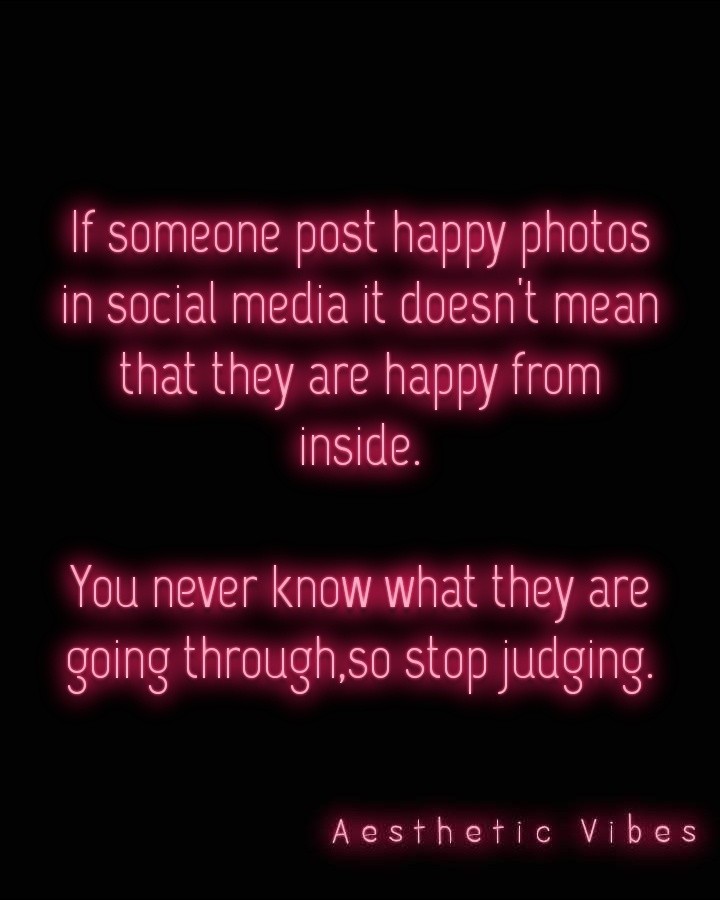 If someone post happy photos
in social media it doesn't mean
that they are happy from
inside.
You never know what they are
going through,so stop judging.
Aesthetic Vibes